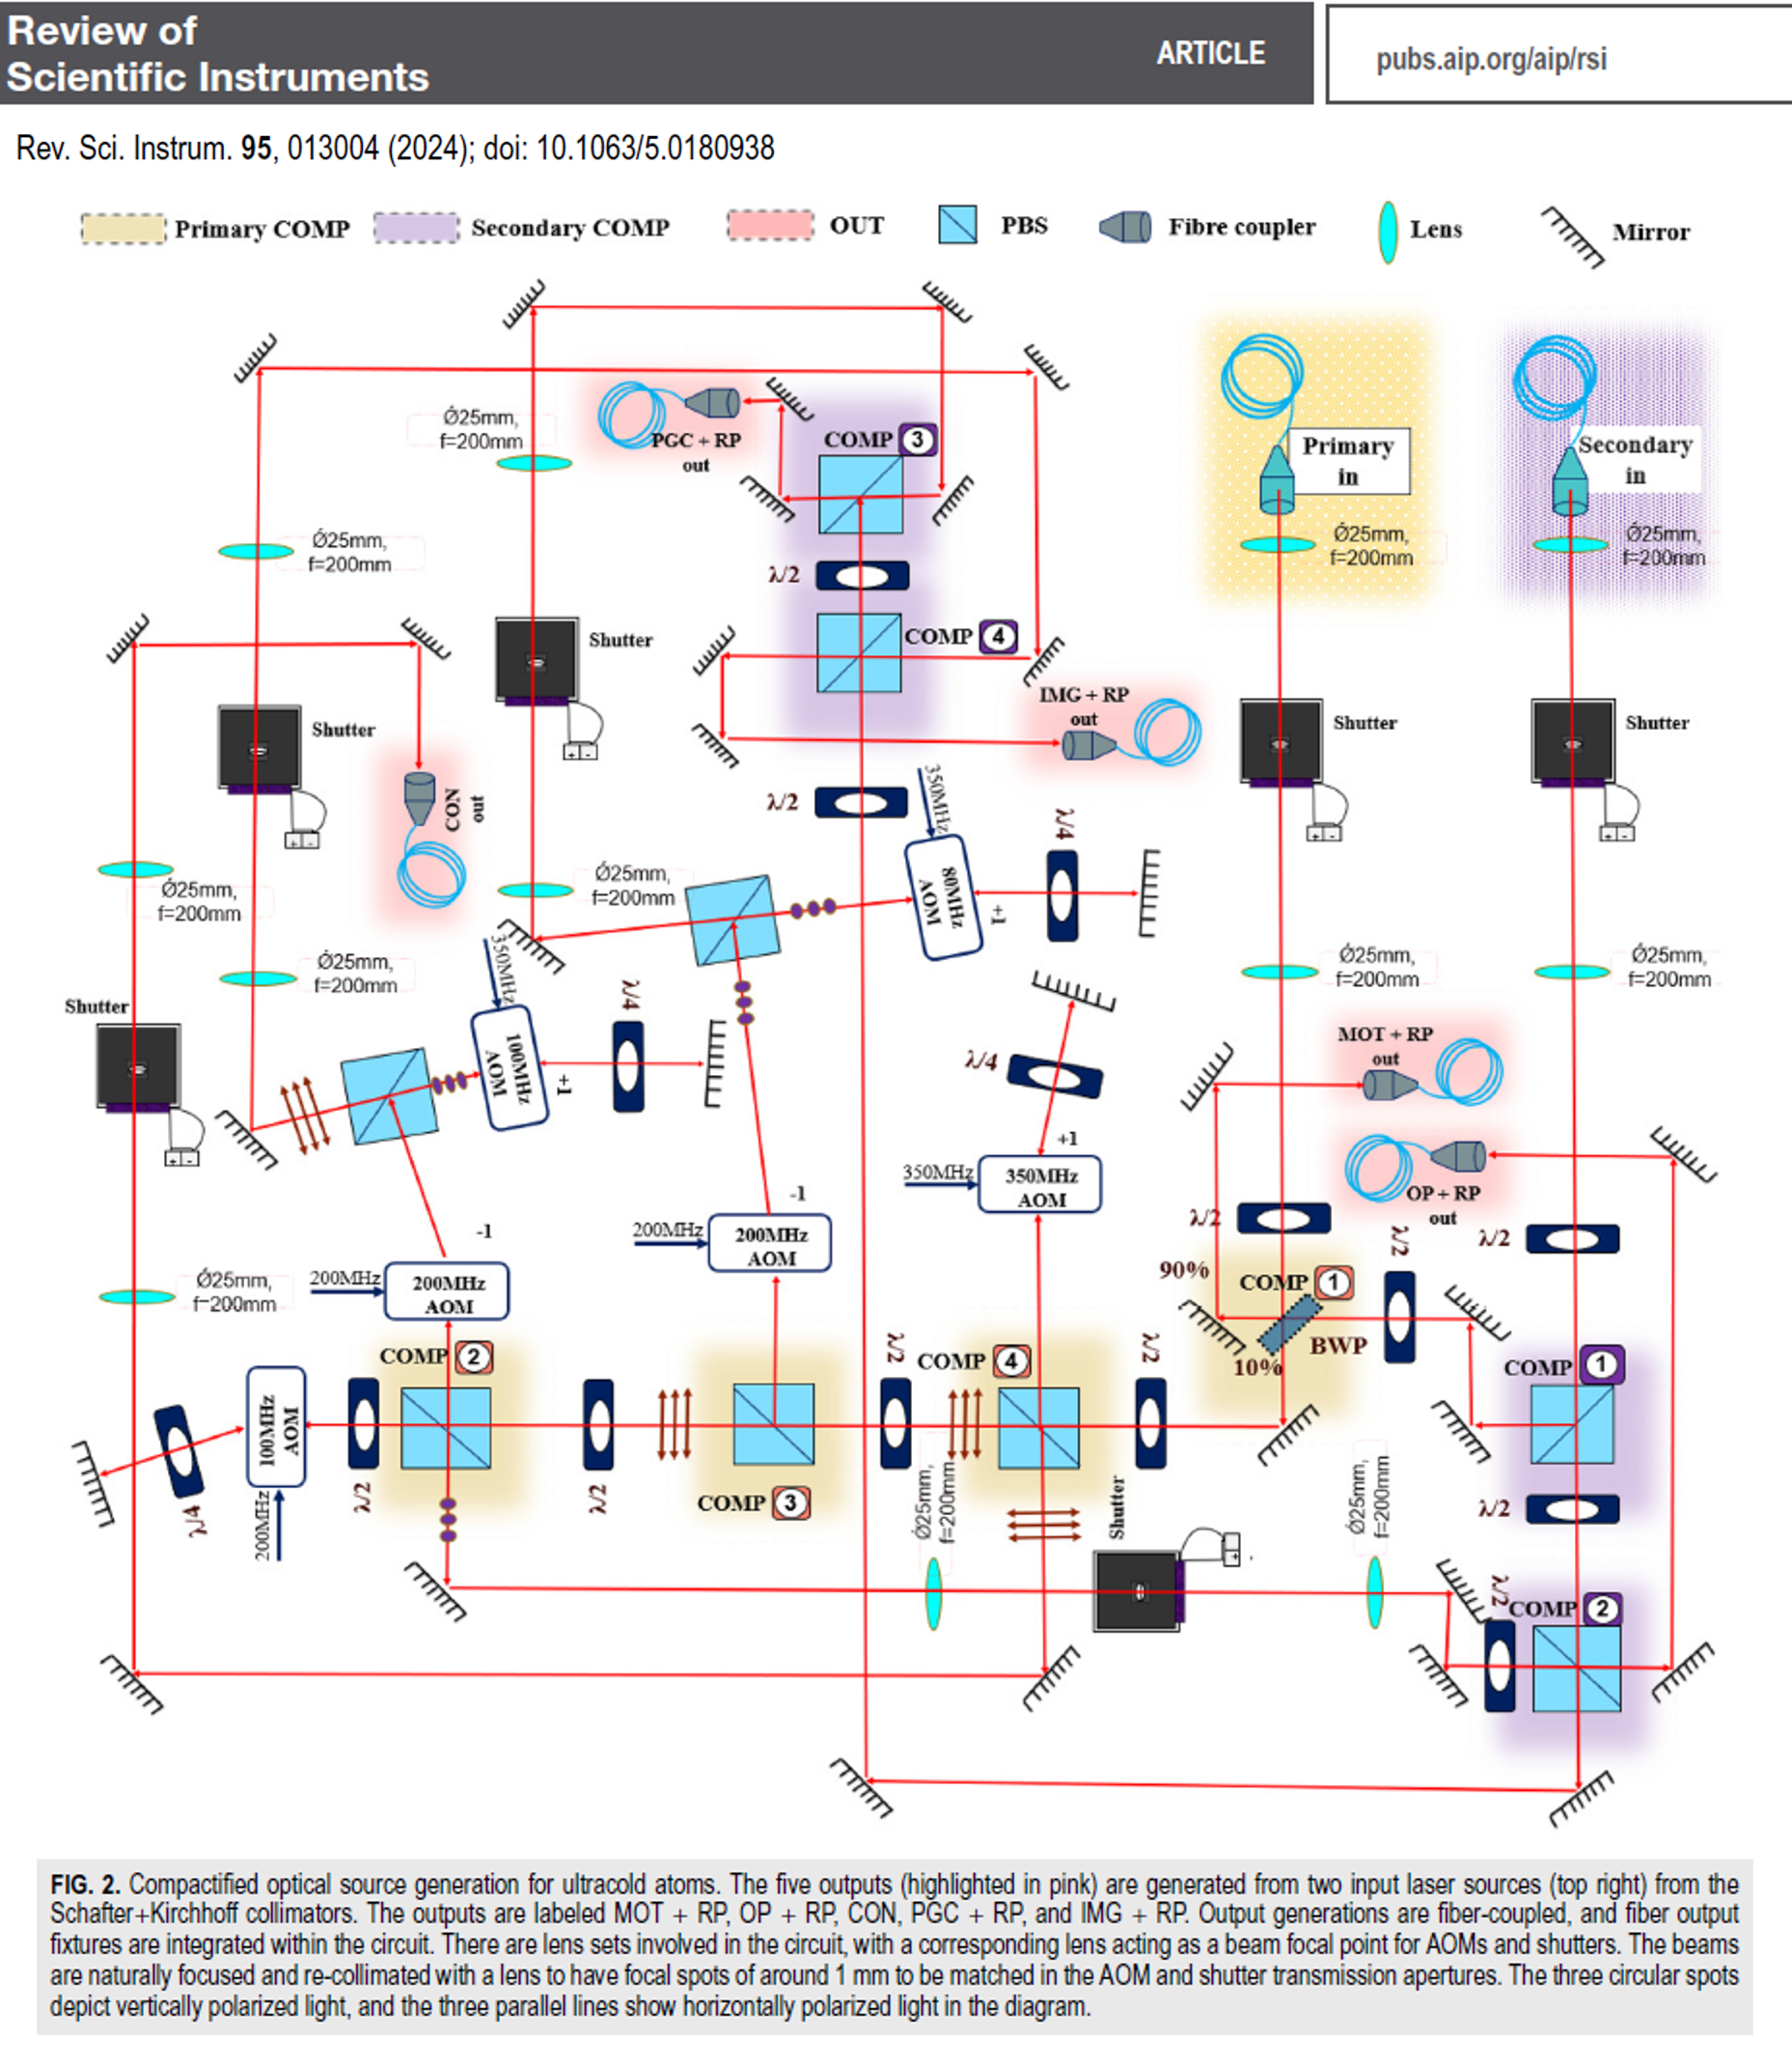 Review of
Scientific Instruments
ARTICLE
pubs.aip.org/aip/rsi
Rev. Sci. Instrum. 95, 013004 (2024); doi: 10.1063/5.0180938
Primary COMP
Secondary COMP
OUT
PBS
Fibre coupler
Lens
Mirror
Ø25mm,
f=200mm
PGC + RP
out
COMP 3
Primary
in
Secondary
in
Ø25mm,
f=200mm
Ø25mm,
f=200mm
Ø25mm,
f=200mm
λ/2
COMP 4
Shutter
IMG + RP
out
Shutter
Shutter
Shutter
CON
out
λ/2
350MHz
80MHz
AOM
+1
λ/4
Ø25mm,
f=200mm
Ø25mm,
f=200mm
Ø25mm,
f=200mm
Ø25mm,
f=200mm
Ø25mm,
f=200mm
Shutter
350MHz
100MHz
AOM
+1
λ/4
λ/4
MOT + RP
out
+1
350MHz
350MHz
AOM
OP + RP
out
-1
200MHz
200MHz
AOM
-1
200MHz
200MHz
AOM
λ/2
λ/2
λ/2
90%
COMP 1
BWP
10%
Ø25mm,
f=200mm
COMP 2
λ/2
COMP 4
λ/2
COMP 1
100MHz
AOM
200MHz
λ/4
λ/2
λ/2
COMP 3
Ø25mm,
f=200mm
Shutter
Ø25mm,
f=200mm
λ/2
λ/2
COMP 2
FIG. 2. Compactified optical source generation for ultracold atoms. The five outputs (highlighted in pink) are generated from two input laser sources (top right) from the
Schafter+Kirchhoff collimators. The outputs are labeled MOT + RP, OP + RP, CON, PGC + RP, and IMG + RP. Output generations are fiber-coupled, and fiber output
fixtures are integrated within the circuit. There are lens sets involved in the circuit, with a corresponding lens acting as a beam focal point for AOMs and shutters. The beams
are naturally focused and re-collimated with a lens to have focal spots of around 1 mm to be matched in the AOM and shutter transmission apertures. The three circular spots
depict vertically polarized light, and the three parallel lines show horizontally polarized light in the diagram.